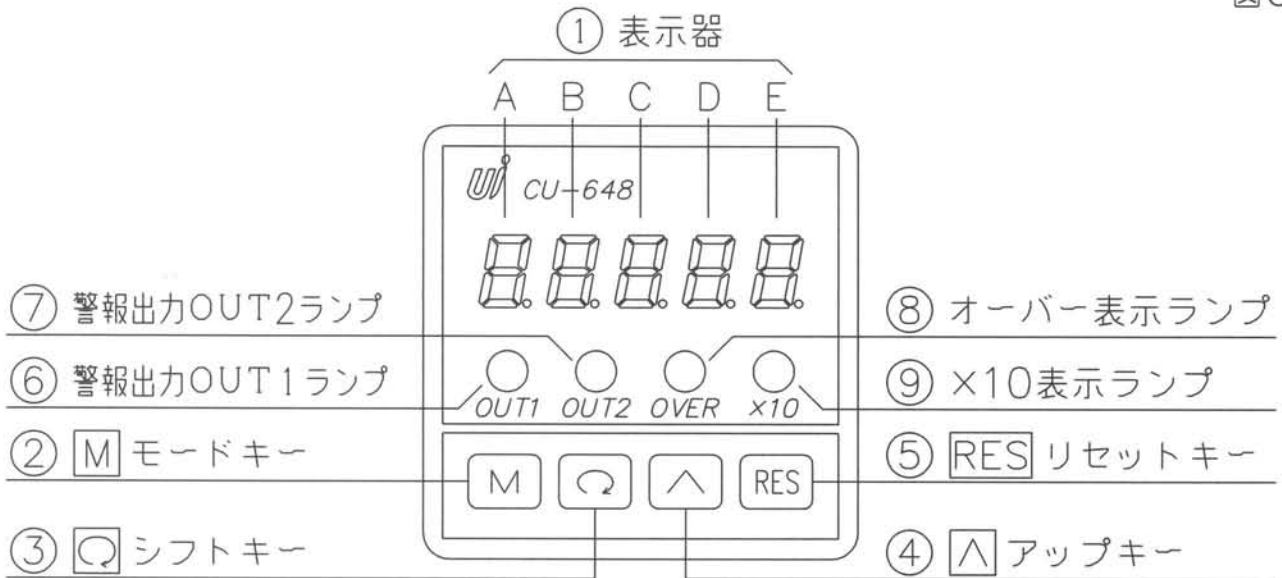 ① 表示器
A B C D E
CU-648
⑦ 警報出力OUT2ランプ
⑧ オーバー表示ランプ
⑥ 警報出力OUT1ランプ
⑨ ×10表示ランプ
OUT1 OUT2 OVER ×10
② M モードキー
⑤ RES リセットキー
M RES
③ シフトキー
④ アップキー